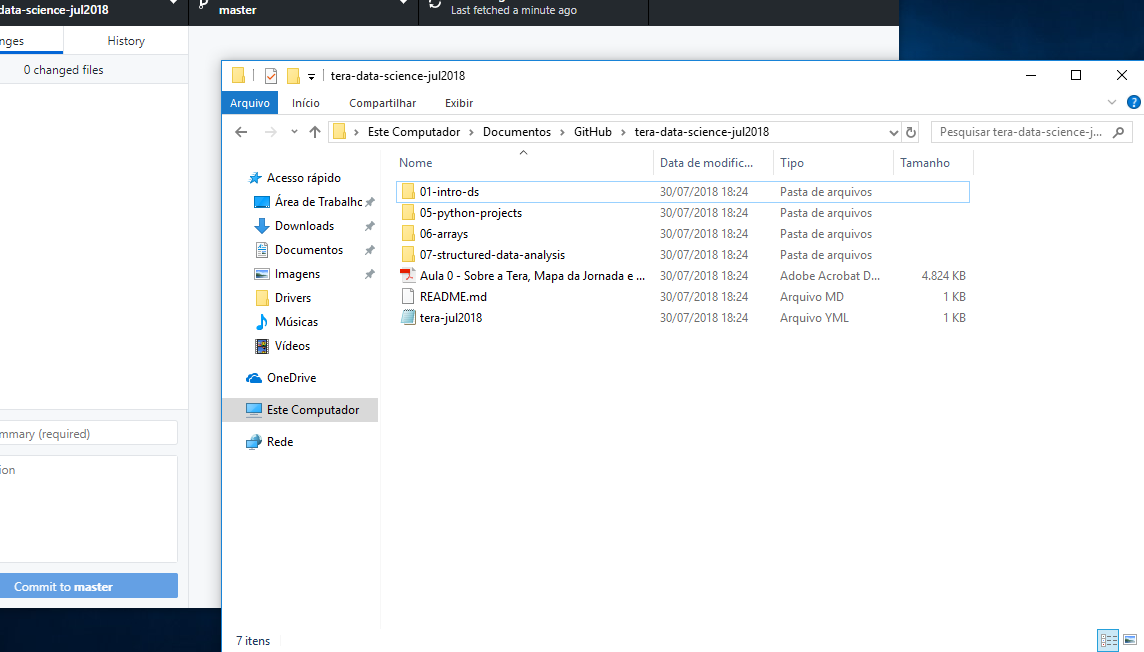 data-science-jul2018
master
Last fetched a minute ago
nges
History
0 changed files
mmary (required)
ion
Commit to master
tera-data-science-jul2018
Arquivo
Início
Compartilhar
Exibir
Este Computador
Documentos
GitHub
tera-data-science-jul2018
Pesquisar tera-data-science-j...
Acesso rápido
Área de Trabalho
Downloads
Documentos
Imagens
Drivers
Músicas
Vídeos
OneDrive
Este Computador
Rede
Nome Data de modific... Tipo Tamanho
01-intro-ds 30/07/2018 18:24 Pasta de arquivos
05-python-projects 30/07/2018 18:24 Pasta de arquivos
06-arrays 30/07/2018 18:24 Pasta de arquivos
07-structured-data-analysis 30/07/2018 18:24 Pasta de arquivos
Aula 0 - Sobre a Tera, Mapa da Jornada e ... 30/07/2018 18:24 Adobe Acrobat D... 4.824 KB
README.md 30/07/2018 18:24 Arquivo MD 1 KB
tera-jul2018 30/07/2018 18:24 Arquivo YML 1 KB
7 itens